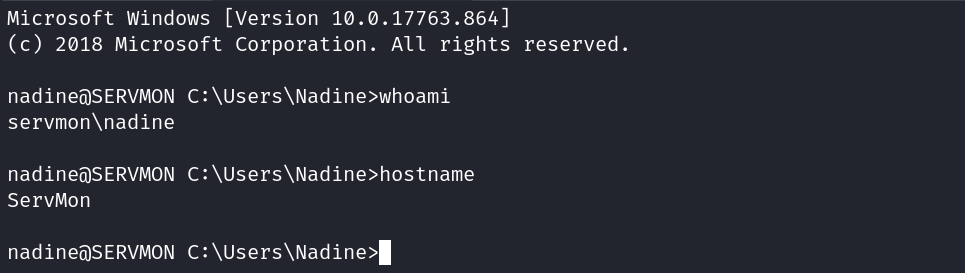 Microsoft Windows [Version 10.0.17763.864]
(c) 2018 Microsoft Corporation. All rights reserved.
nadine@SERVMON C:\Users\Nadine>whoami
servmon\nadine
nadine@SERVMON C:\Users\Nadine>hostname
ServMon
nadine@SERVMON C:\Users\Nadine>